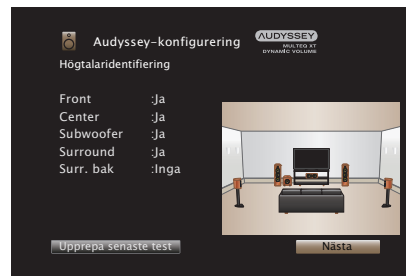 Audyssey-konfigurering
AUDYSSEY
MULTEQ XT
DYNAMIC VOLUME
Högtalaridentifiering
Front :Ja
Center :Ja
Subwoofer :Ja
Surround :Ja
Surr. bak :Inga
Upprepa senaste test
Nästa